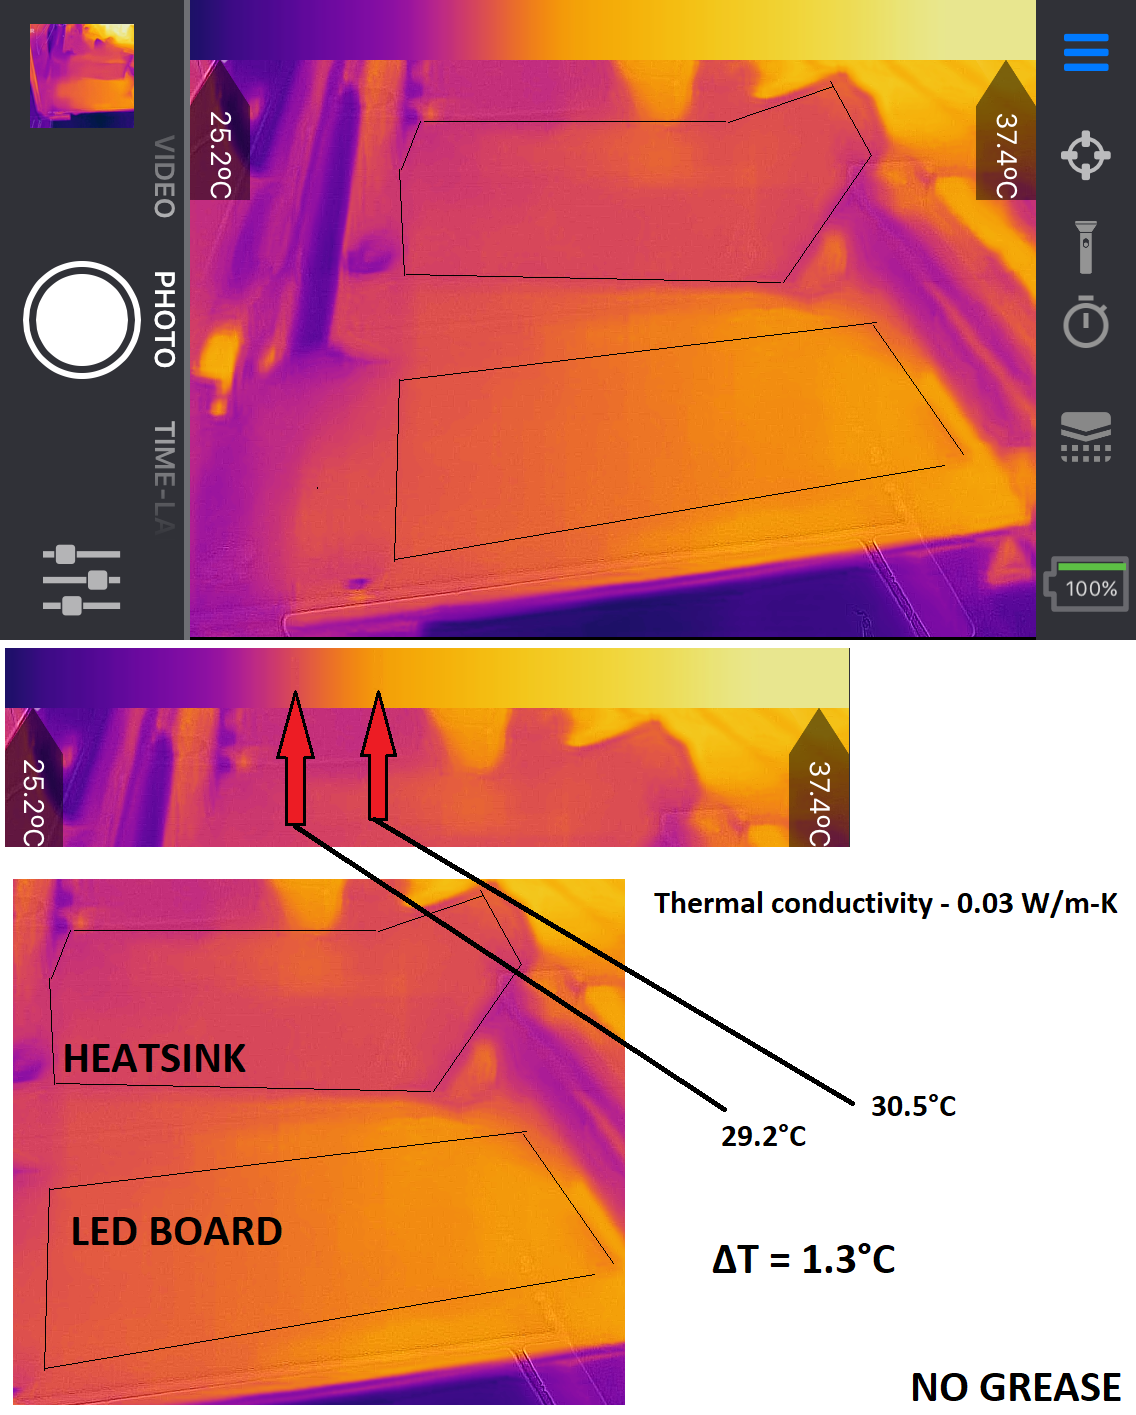 VIDEO
PHOTO
TIME-LA
25.2°C
37.4°C
100%
25.2°C
37.4°C
Thermal conductivity - 0.03 W/m-K
HEATSINK
30.5°C
29.2°C
LED BOARD
ΔT = 1.3°C
NO GREASE